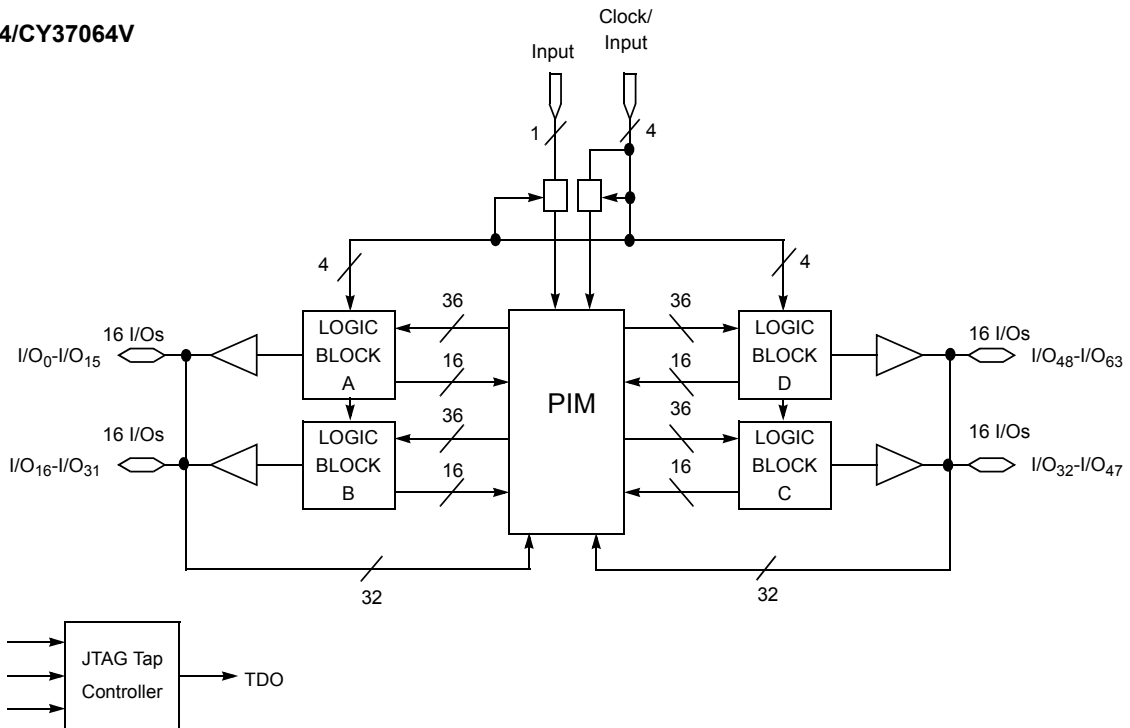 4/CY37064V
Clock/
Input
Input
1
4
4
4
36
36
16 I/Os
LOGIC
BLOCK
A
LOGIC
BLOCK
D
16 I/Os
I/O0-I/O15
I/O48-I/O63
16
16
PIM
36
36
16 I/Os
LOGIC
BLOCK
B
LOGIC
BLOCK
C
16 I/Os
I/O16-I/O31
I/O32-I/O47
16
16
32
32
JTAG Tap
Controller
TDO